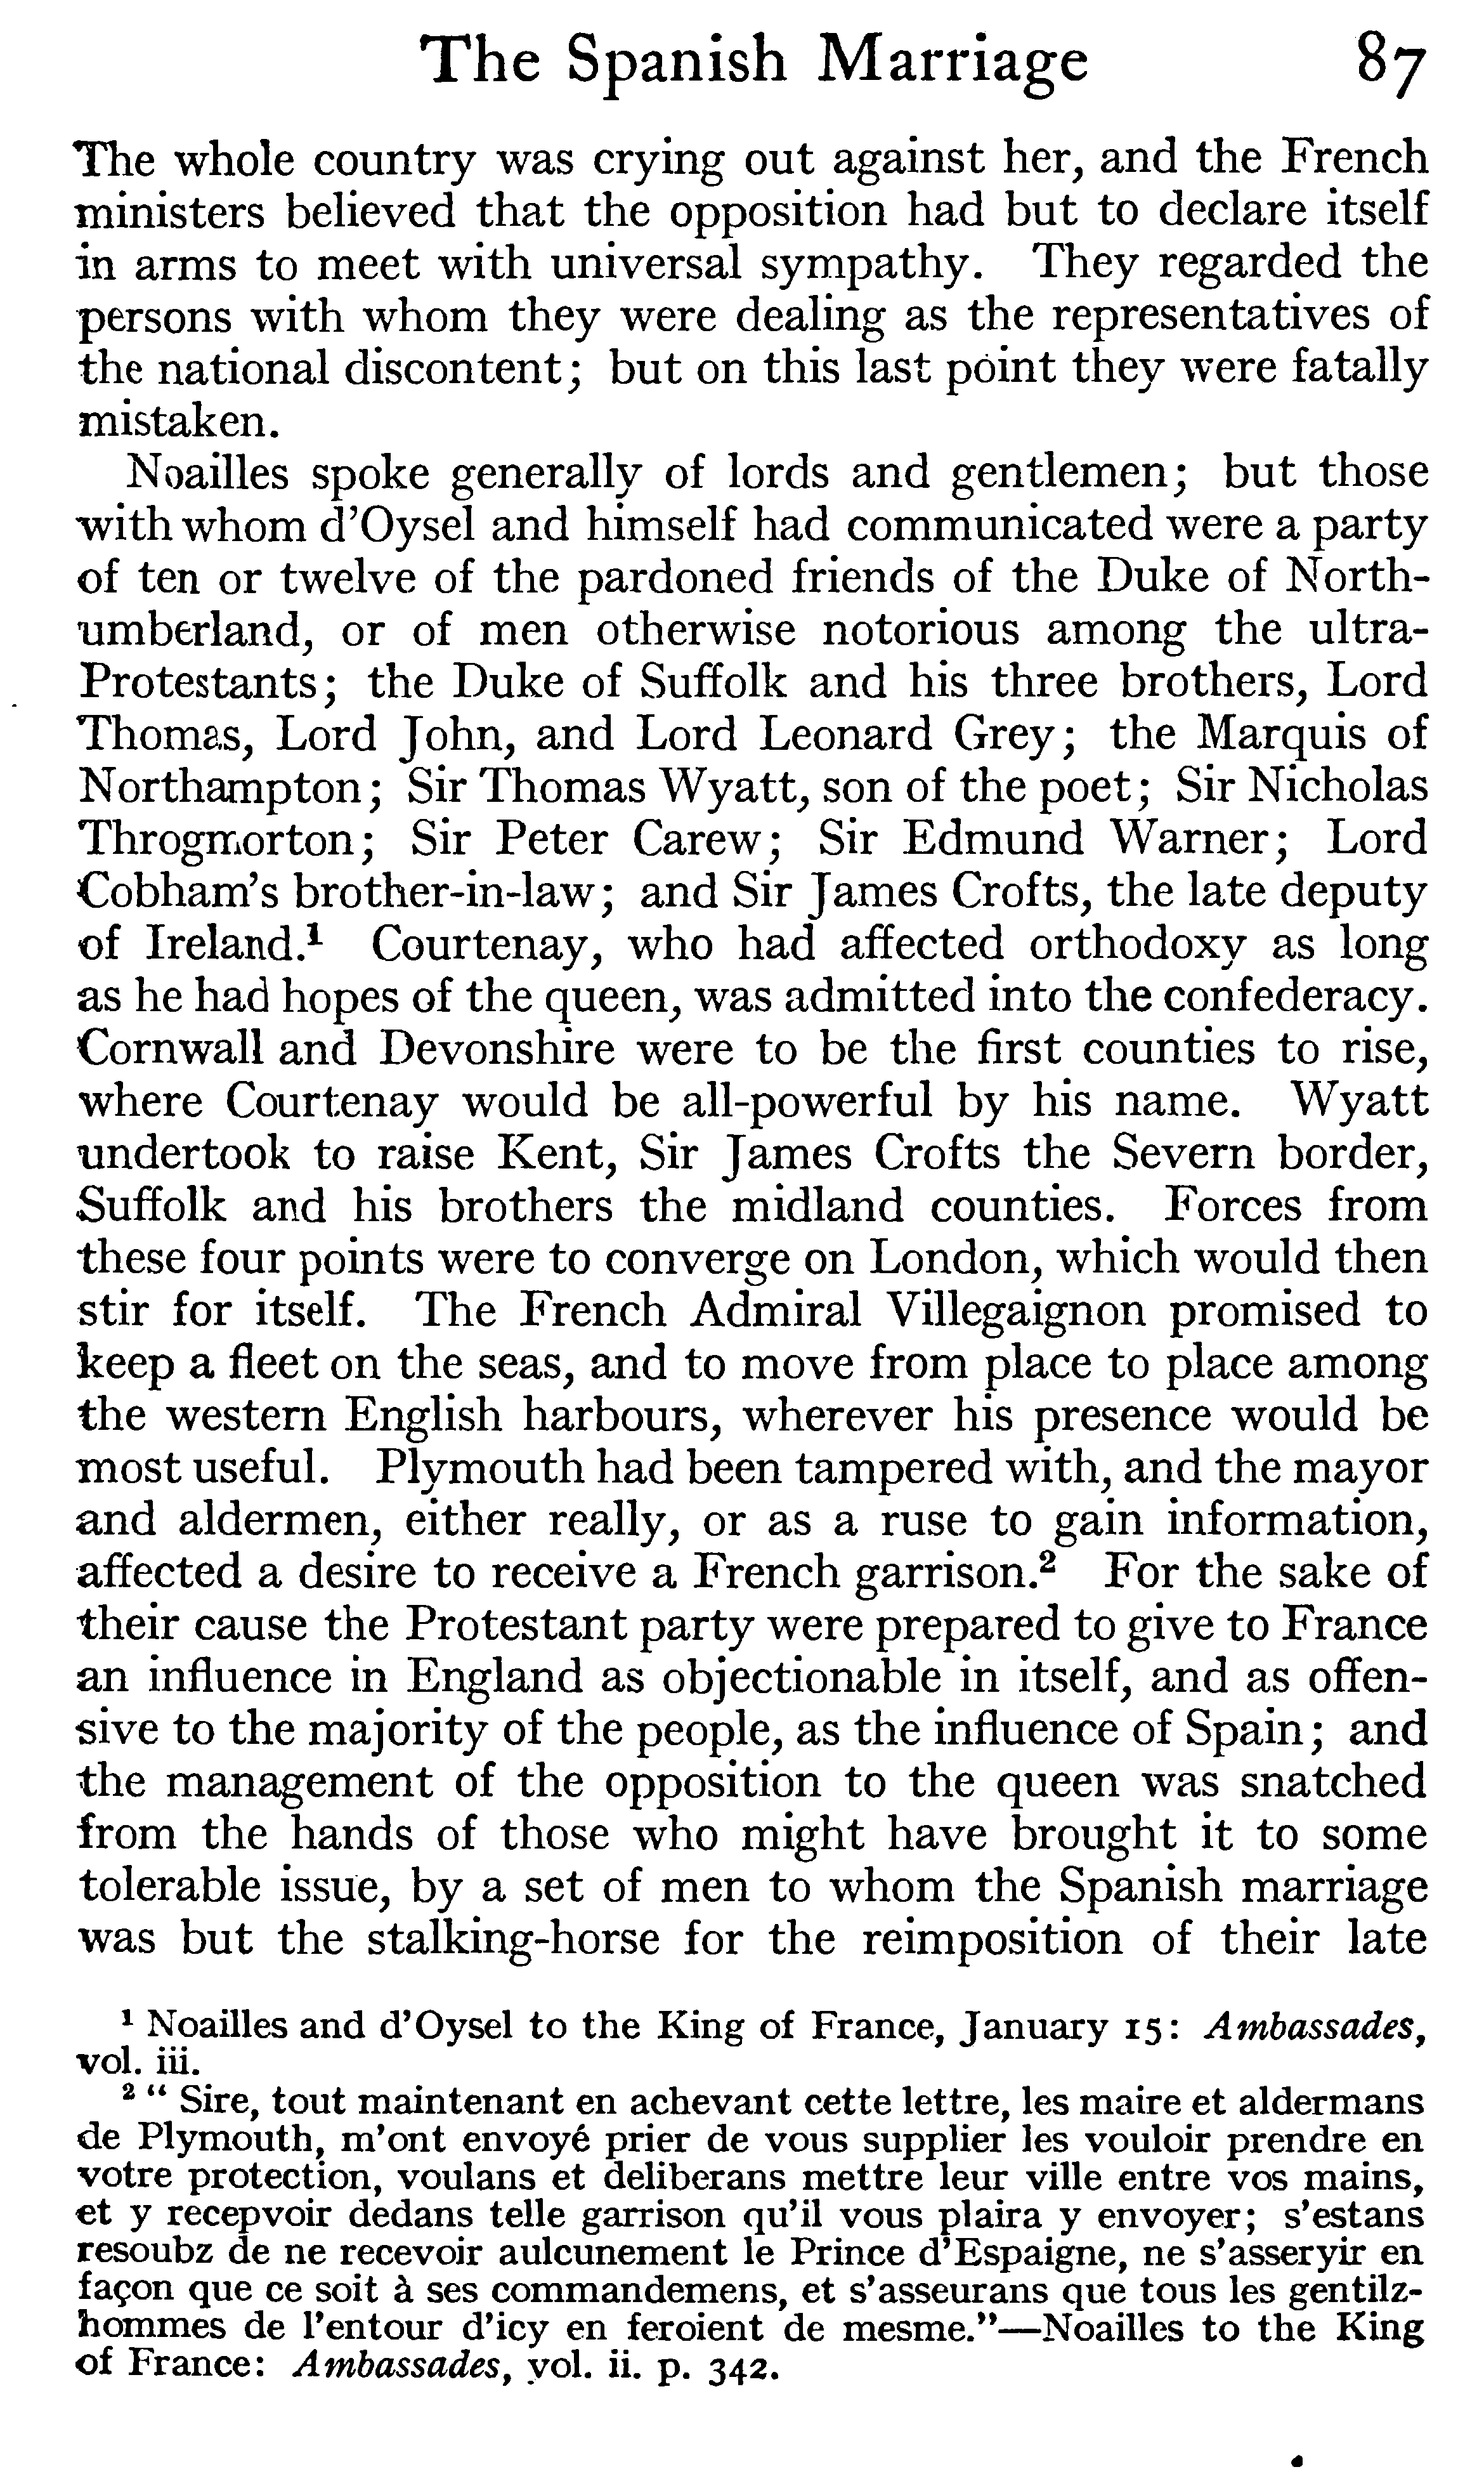 The Spanish Marriage 87
The whole country was crying out against her, and the French
ministers believed that the opposition had but to declare itself
in arms to meet with universal sympathy. They regarded the
persons with whom they were dealing as the representatives of
the national discontent; but on this last point they were fatally
mistaken.
Noailles spoke generally of lords and gentlemen; but those
with whom d'Oysel and himself had communicated were a party
of ten or twelve of the pardoned friends of the Duke of North-
umberland, or of men otherwise notorious among the ultra-
Protestants; the Duke of Suffolk and his three brothers, Lord
Thomas, Lord John, and Lord Leonard Grey; the Marquis of
Northampton; Sir Thomas Wyatt, son of the poet; Sir Nicholas
Throgmorton; Sir Peter Carew; Sir Edmund Warner; Lord
Cobham's brother-in-law; and Sir James Crofts, the late deputy
of Ireland.¹ Courtenay, who had affected orthodoxy as long
as he had hopes of the queen, was admitted into the confederacy.
Cornwall and Devonshire were to be the first counties to rise,
where Courtenay would be all-powerful by his name. Wyatt
undertook to raise Kent, Sir James Crofts the Severn border,
Suffolk and his brothers the midland counties. Forces from
these four points were to converge on London, which would then
stir for itself. The French Admiral Villegaignon promised to
keep a fleet on the seas, and to move from place to place among
the western English harbours, wherever his presence would be
most useful. Plymouth had been tampered with, and the mayor
and aldermen, either really, or as a ruse to gain information,
affected a desire to receive a French garrison.² For the sake of
their cause the Protestant party were prepared to give to France
an influence in England as objectionable in itself, and as offen-
sive to the majority of the people, as the influence of Spain; and
the management of the opposition to the queen was snatched
from the hands of those who might have brought it to some
tolerable issue, by a set of men to whom the Spanish marriage
was but the stalking-horse for the reimposition of their late
¹ Noailles and d'Oysel to the King of France, January 15: Ambassades,
vol. iii.
² " Sire, tout maintenant en achevant cette lettre, les maire et aldermans
de Plymouth, m'ont envoyé prier de vous supplier les vouloir prendre en
votre protection, voulans et deliberans mettre leur ville entre vos mains,
et y recepvoir dedans telle garrison qu'il vous plaira y envoyer; s'estans
resoubz de ne recevoir aulcunement le Prince d'Espaigne, ne s'asseryir en
façon que ce soit à ses commandemens, et s'asseurans que tous les gentilz-
hommes de l'entour d'icy en feroient de mesme."—Noailles to the King
of France: Ambassades, vol. ii. p. 342.